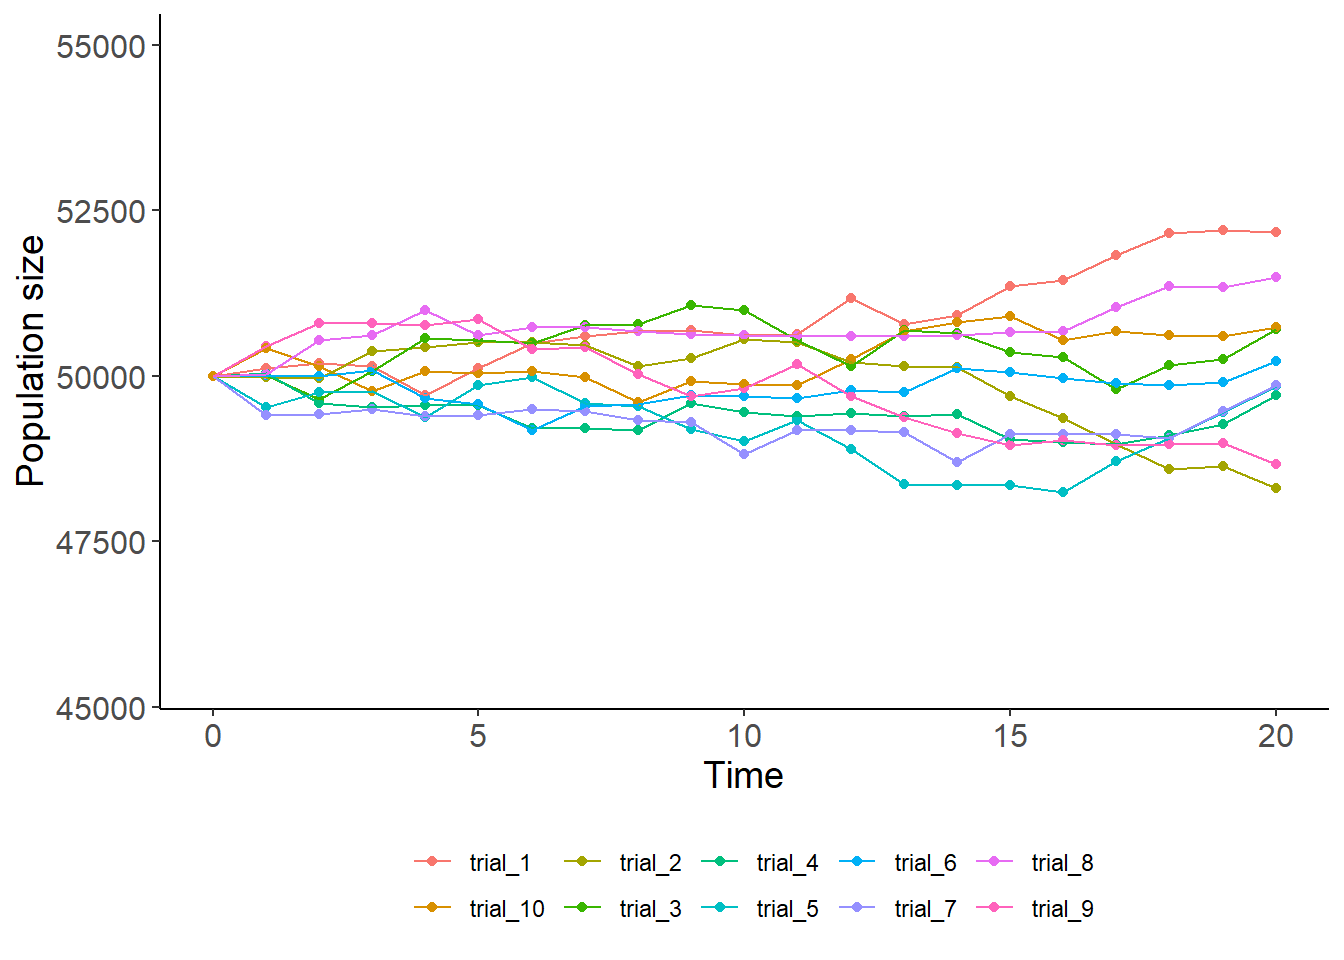 55000
52500
50000
47500
45000
Population size
0 5 10 15 20
Time
trial_1 trial_2 trial_4 trial_6 trial_8
trial_10 trial_3 trial_5 trial_7 trial_9